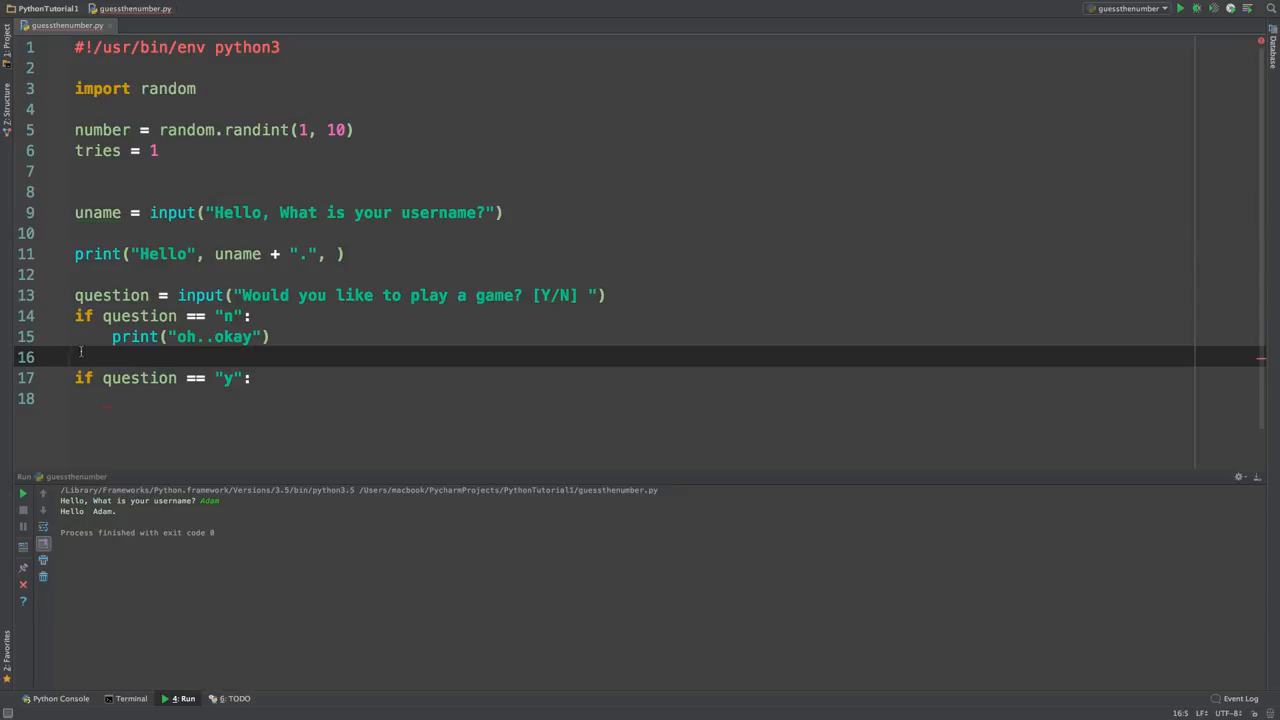 PythonTutorial1 guessthenumber.py guessthenumber
guessthenumber.py
1 #!/usr/bin/env python3
2
3 import random
4
5 number = random.randint(1, 10)
6 tries = 1
7
8
9 uname = input("Hello, What is your username?")
10
11 print("Hello", uname + ".", )
12
13 question = input("Would you like to play a game? [Y/N] ")
14 if question == "n":
15 print("oh..okay")
16
17 if question == "y":
18
1: Project
7: Structure
2: Favorites
Database
Run guessthenumber
/Library/Frameworks/Python.framework/Versions/3.5/bin/python3.5 /Users/macbook/PycharmProjects/PythonTutorial1/guessthenumber.py
Hello, What is your username? Adam
Hello  Adam.
Process finished with exit code 0
Python Console Terminal 4: Run 6: TODO Event Log
16:5 LF÷ UTF-8÷